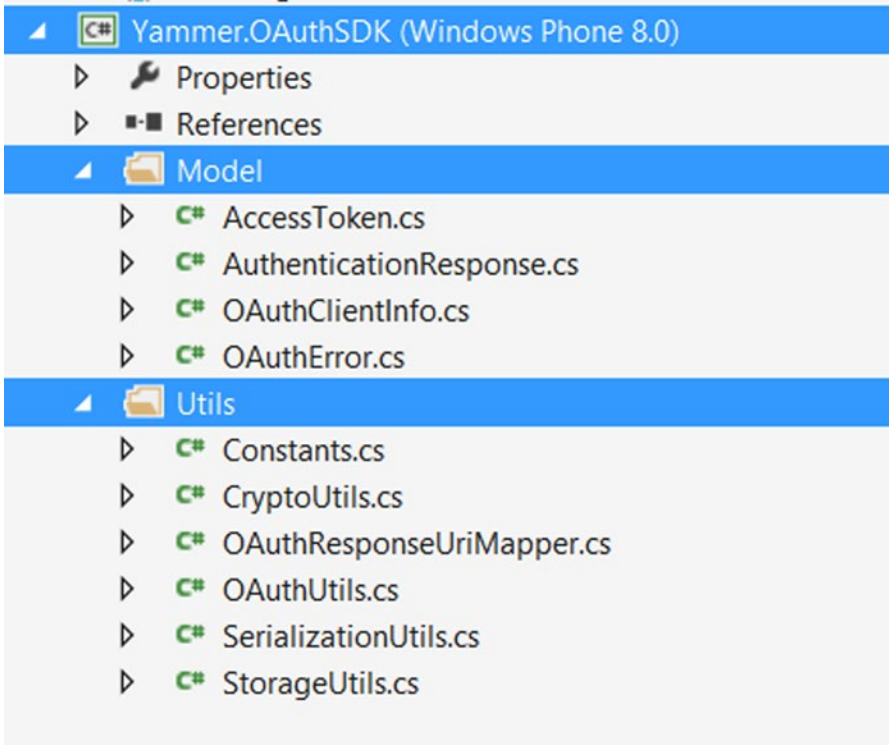 C# Yammer.OAuthSDK (Windows Phone 8.0)
Properties
References
Model
C# AccessToken.cs
C# AuthenticationResponse.cs
C# OAuthClientInfo.cs
C# OAuthError.cs
Utils
C# Constants.cs
C# CryptoUtils.cs
C# OAuthResponseUriMapper.cs
C# OAuthUtils.cs
C# SerializationUtils.cs
C# StorageUtils.cs